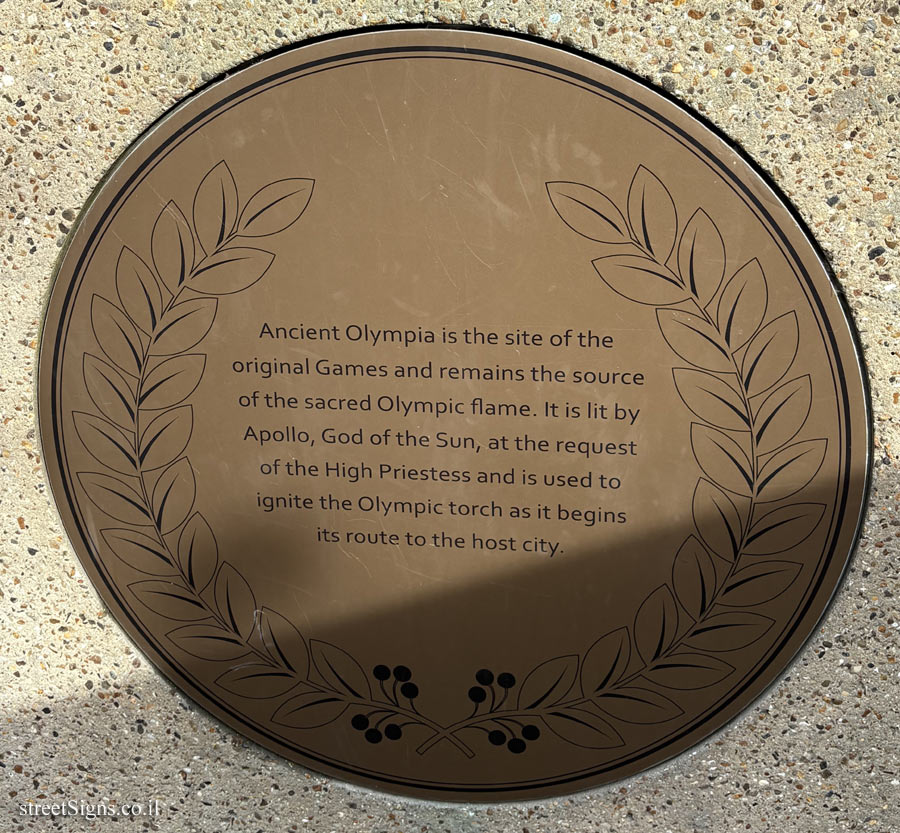 Ancient Olympia is the site of the
original Games and remains the source
of the sacred Olympic flame. It is lit by
Apollo, God of the Sun, at the request
of the High Priestess and is used to
ignite the Olympic torch as it begins
its route to the host city.
streetSigns.co.il